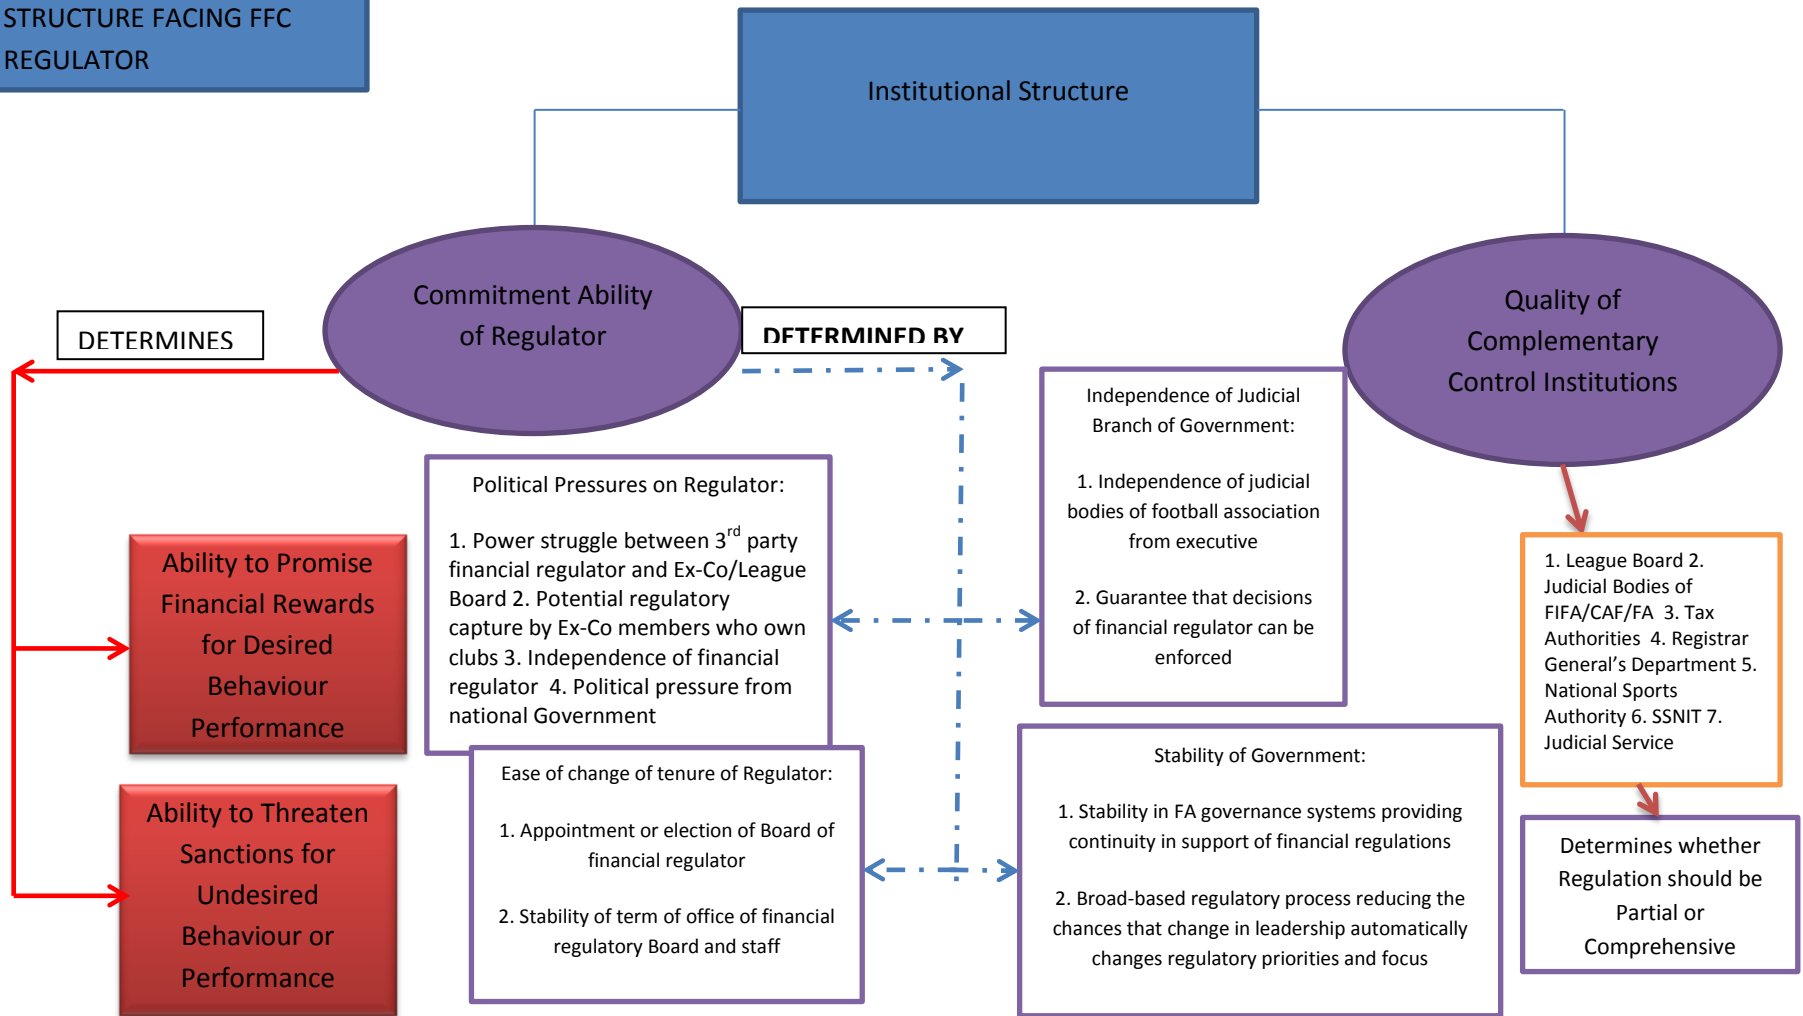 STRUCTURE FACING FFC
REGULATOR
Institutional Structure
Commitment Ability
of Regulator
Quality of
Complementary
Control Institutions
DETERMINES
DETERMINED BY
Independence of Judicial
Branch of Government:
1. Independence of judicial
bodies of football association
from executive
2. Guarantee that decisions
of financial regulator can be
enforced
Political Pressures on Regulator:
1. Power struggle between 3rd party
financial regulator and Ex-Co/League
Board 2. Potential regulatory
capture by Ex-Co members who own
clubs 3. Independence of financial
regulator 4. Political pressure from
national Government
Ability to Promise
Financial Rewards
for Desired
Behaviour
Performance
1. League Board 2.
Judicial Bodies of
FIFA/CAF/FA 3. Tax
Authorities 4. Registrar
General’s Department 5.
National Sports
Authority 6. SSNIT 7.
Judicial Service
Ease of change of tenure of Regulator:
1. Appointment or election of Board of
financial regulator
2. Stability of term of office of financial
regulatory Board and staff
Stability of Government:
1. Stability in FA governance systems providing
continuity in support of financial regulations
2. Broad-based regulatory process reducing the
chances that change in leadership automatically
changes regulatory priorities and focus
Ability to Threaten
Sanctions for
Undesired
Behaviour or
Performance
Determines whether
Regulation should be
Partial or
Comprehensive